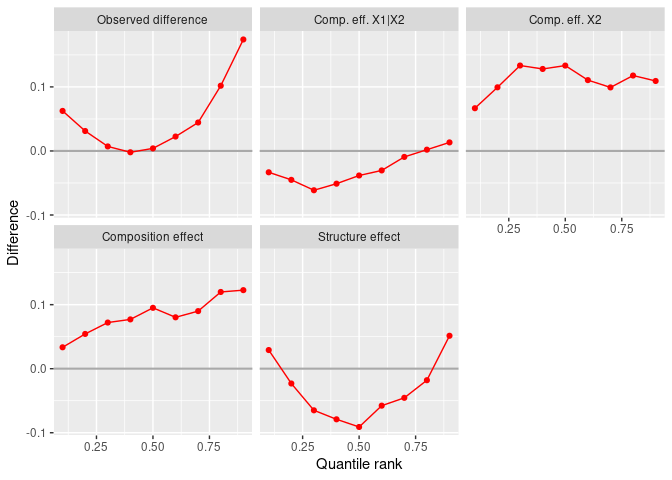 Observed difference
Comp. eff. X1|X2
Comp. eff. X2
0.1
0.0
-0.1
0.25 0.50 0.75
Composition effect
Structure effect
0.1
0.0
-0.1
0.25 0.50 0.75
0.25 0.50 0.75
Difference
Quantile rank